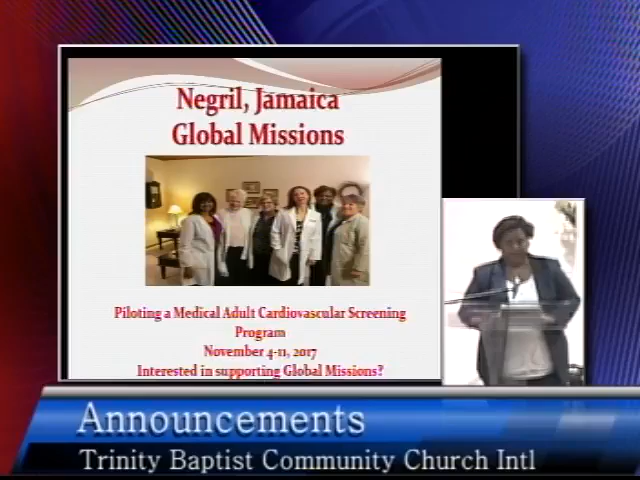 Negril, Jamaica
Global Missions
Piloting a Medical Adult Cardiovascular Screening
Program
November 4-11, 2017
Interested in supporting Global Missions?
Announcements
Trinity Baptist Community Church Intl